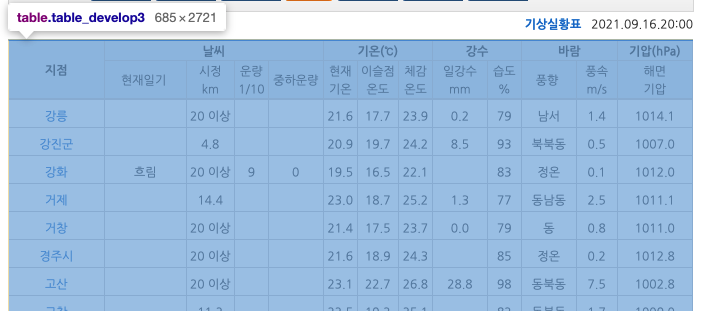 table.table_develop3 685×2721
기상실황표 2021.09.16.20:00
지점 날씨 기온(℃) 강수 바람 기압(hPa)
현재일기 시정 km 운량 1/10 중하운량 현재 기온 이슬점 온도 체감 온도 일강수 mm 습도 % 풍향 풍속 m/s 해면 기압
강릉 20 이상 21.6 17.7 23.9 0.2 79 남서 1.4 1014.1
강진군 4.8 20.9 19.7 24.2 8.5 93 북북동 0.5 1007.0
강화 흐림 20 이상 9 0 19.5 16.5 22.1 83 정온 0.1 1012.0
거제 14.4 23.0 18.7 25.2 1.3 77 동남동 2.5 1011.1
거창 20 이상 21.4 17.5 23.7 0.0 79 동 0.8 1011.0
경주시 20 이상 21.6 18.9 24.3 85 정온 0.2 1012.8
고산 20 이상 23.1 22.7 26.8 28.8 98 동북동 7.5 1002.8